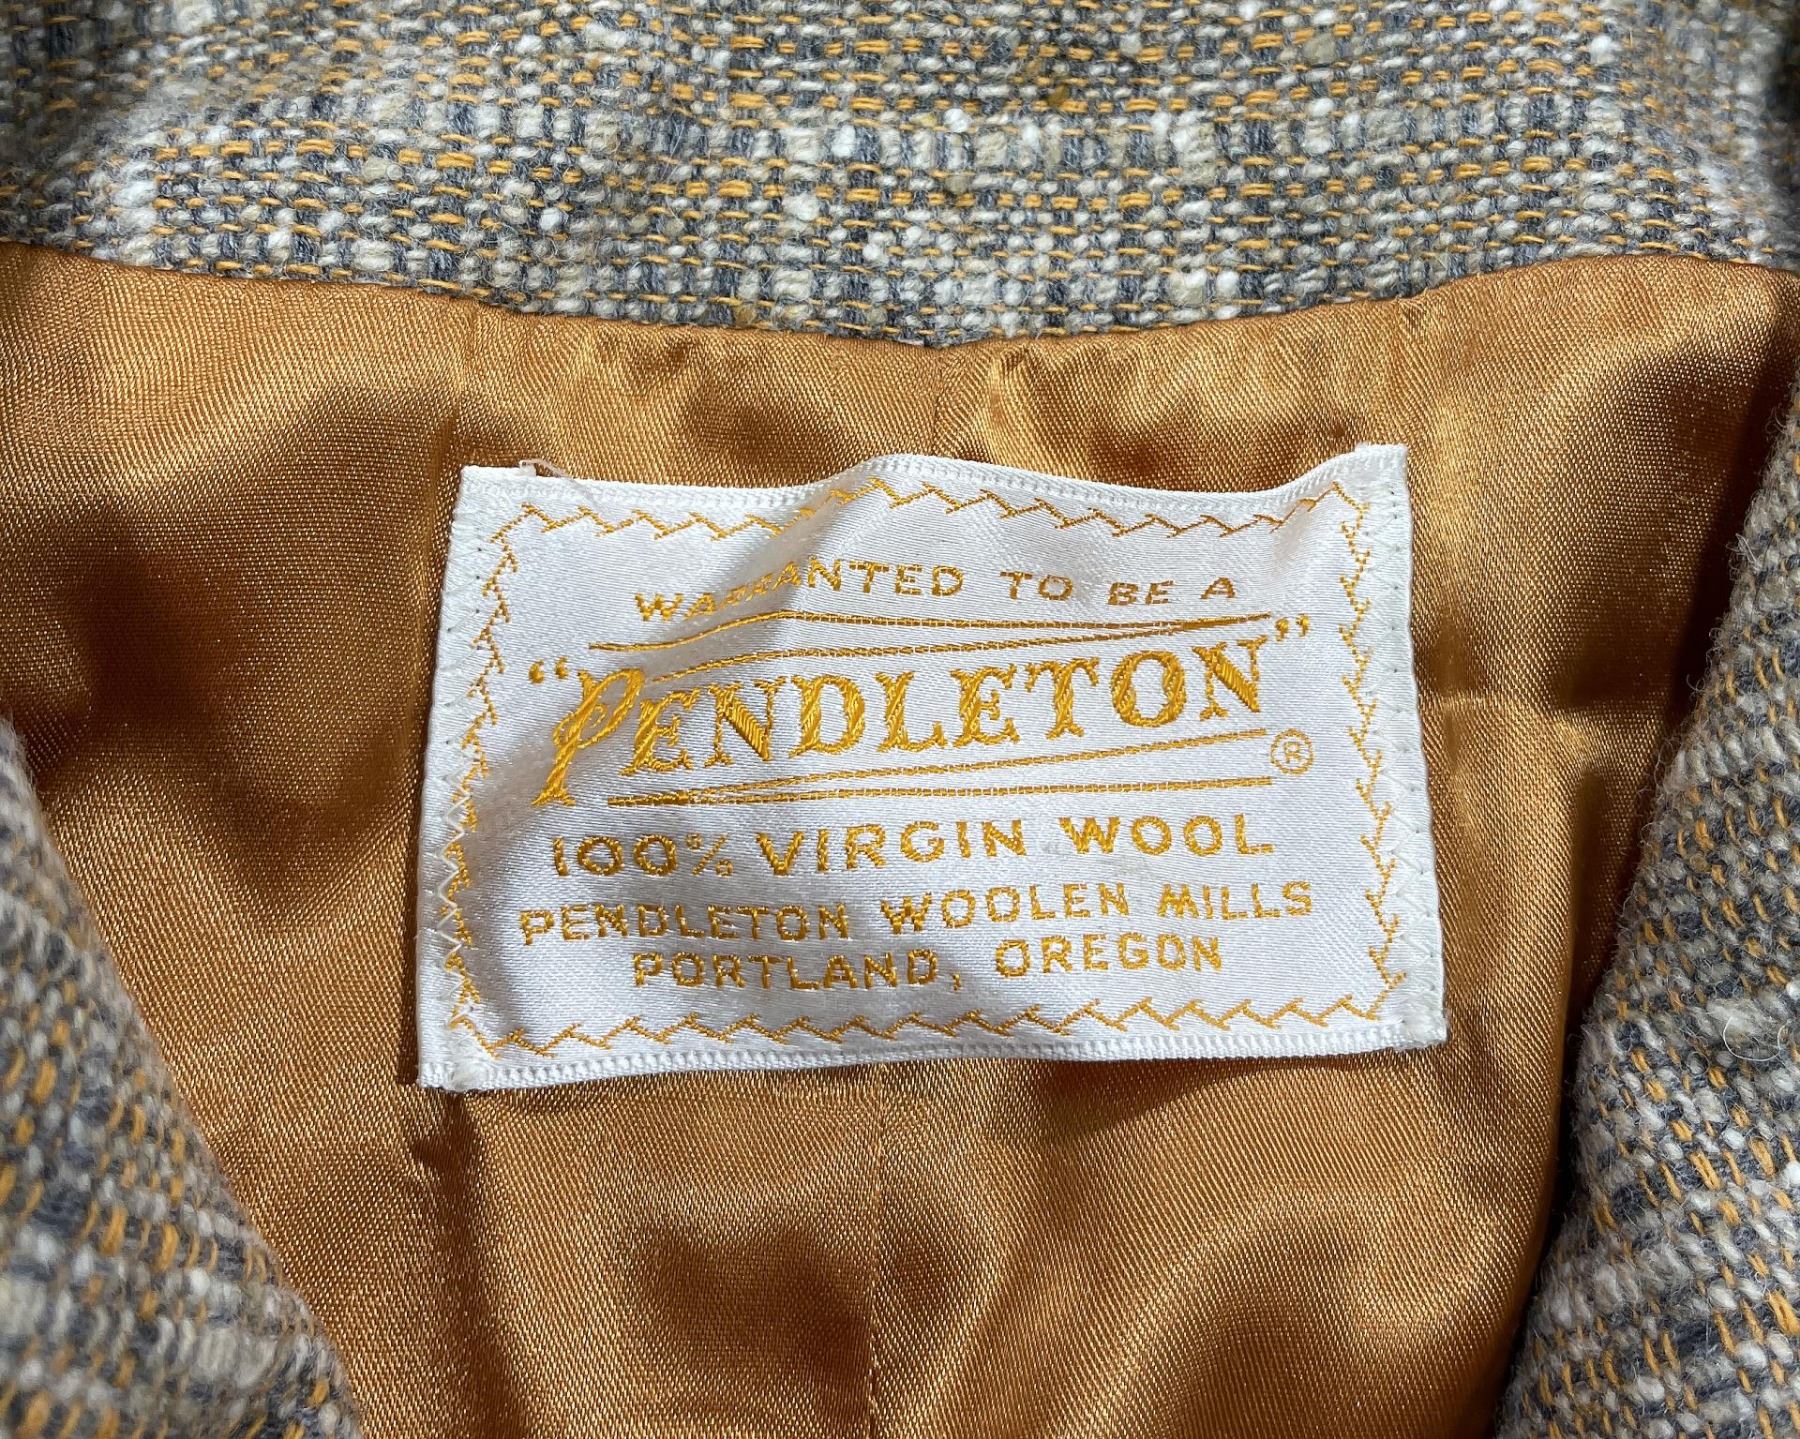 WARRANTED TO BE A
“PENDLETON”®
100% VIRGIN WOOL
PENDLETON WOOLEN MILLS
PORTLAND, OREGON